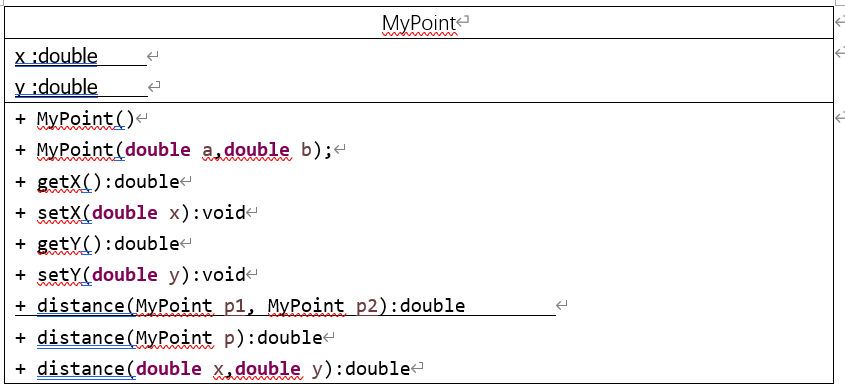 MyPoint
x :double
y :double
+ MyPoint()
+ MyPoint(double a,double b);
+ getX():double
+ setX(double x):void
+ getY():double
+ setY(double y):void
+ distance(MyPoint p1, MyPoint p2):double
+ distance(MyPoint p):double
+ distance(double x,double y):double